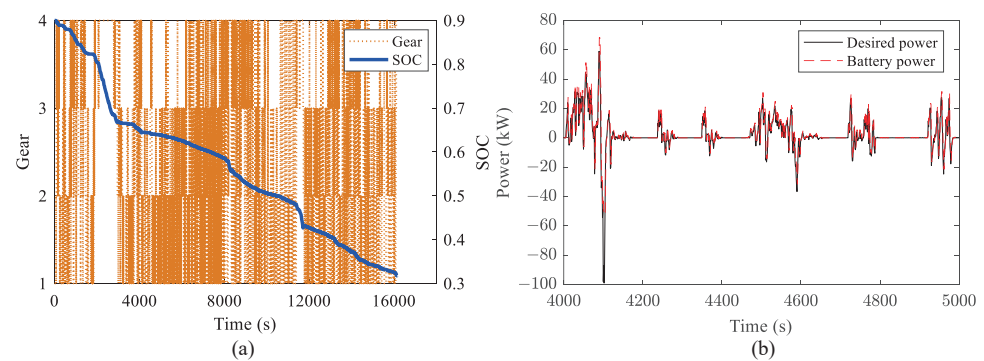 4
3
2
1
Gear
0
4000
8000
12000
16000
Time (s)
0.9
0.8
0.7
0.6
0.5
0.4
0.3
SOC
Gear
SOC
(a)
80
60
40
20
0
−20
−40
−60
−80
−100
Power (kW)
4000
4200
4400
4600
4800
5000
Time (s)
Desired power
Battery power
(b)